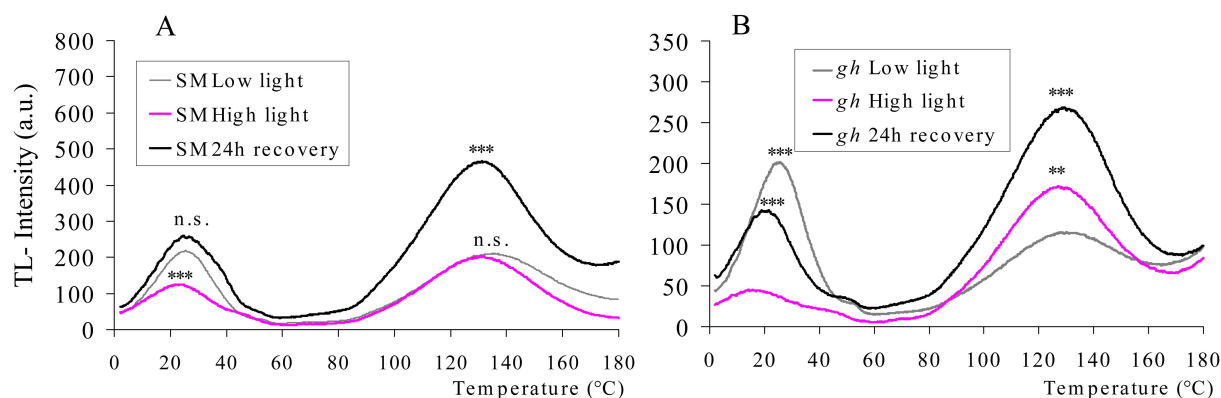 A
TL- Intensity (a.u.)
800
700
600
500
400
300
200
100
0
SM Low light
SM High light
SM 24h recovery
n.s.
***
***
n.s.
0 20 40 60 80 100 120 140 160 180
Temperature (°C)
B
350
300
250
200
150
100
50
0
gh Low light
gh High light
gh 24h recovery
***
***
***
**
0 20 40 60 80 100 120 140 160 180
Temperature (°C)